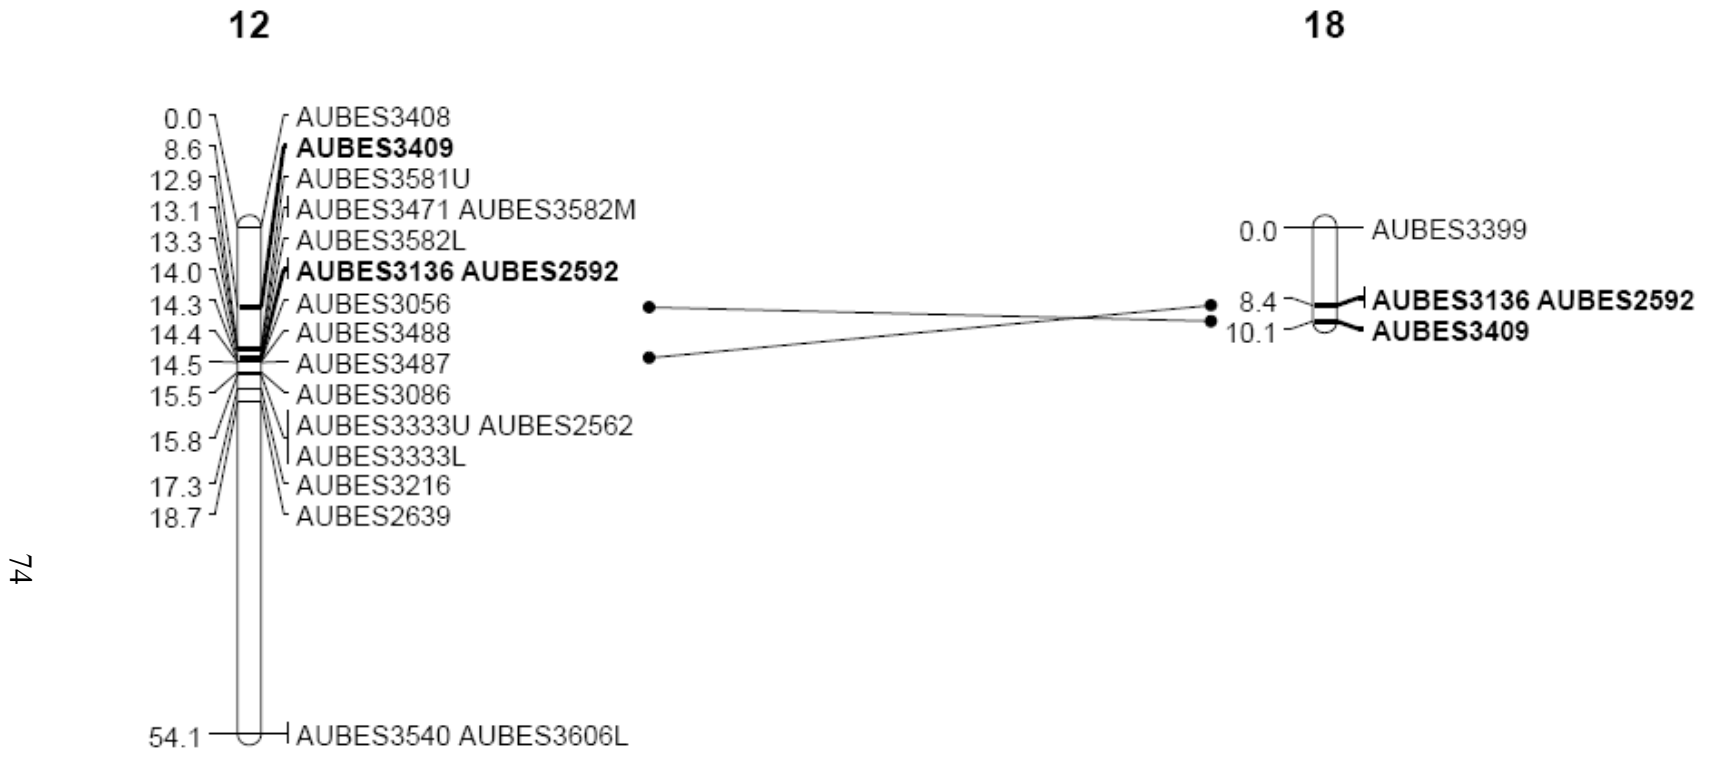 12
18
0.0 AUBES3408
8.6 AUBES3409
12.9 AUBES3581U
13.1 AUBES3471 AUBES3582M
13.3 AUBES3582L
14.0 AUBES3136 AUBES2592
14.3 AUBES3056
14.4 AUBES3488
14.5 AUBES3487
15.5 AUBES3086
15.8 AUBES3333U AUBES2562
AUBES3333L
17.3 AUBES3216
18.7 AUBES2639
54.1 AUBES3540 AUBES3606L
0.0 AUBES3399
8.4 AUBES3136 AUBES2592
10.1 AUBES3409
74